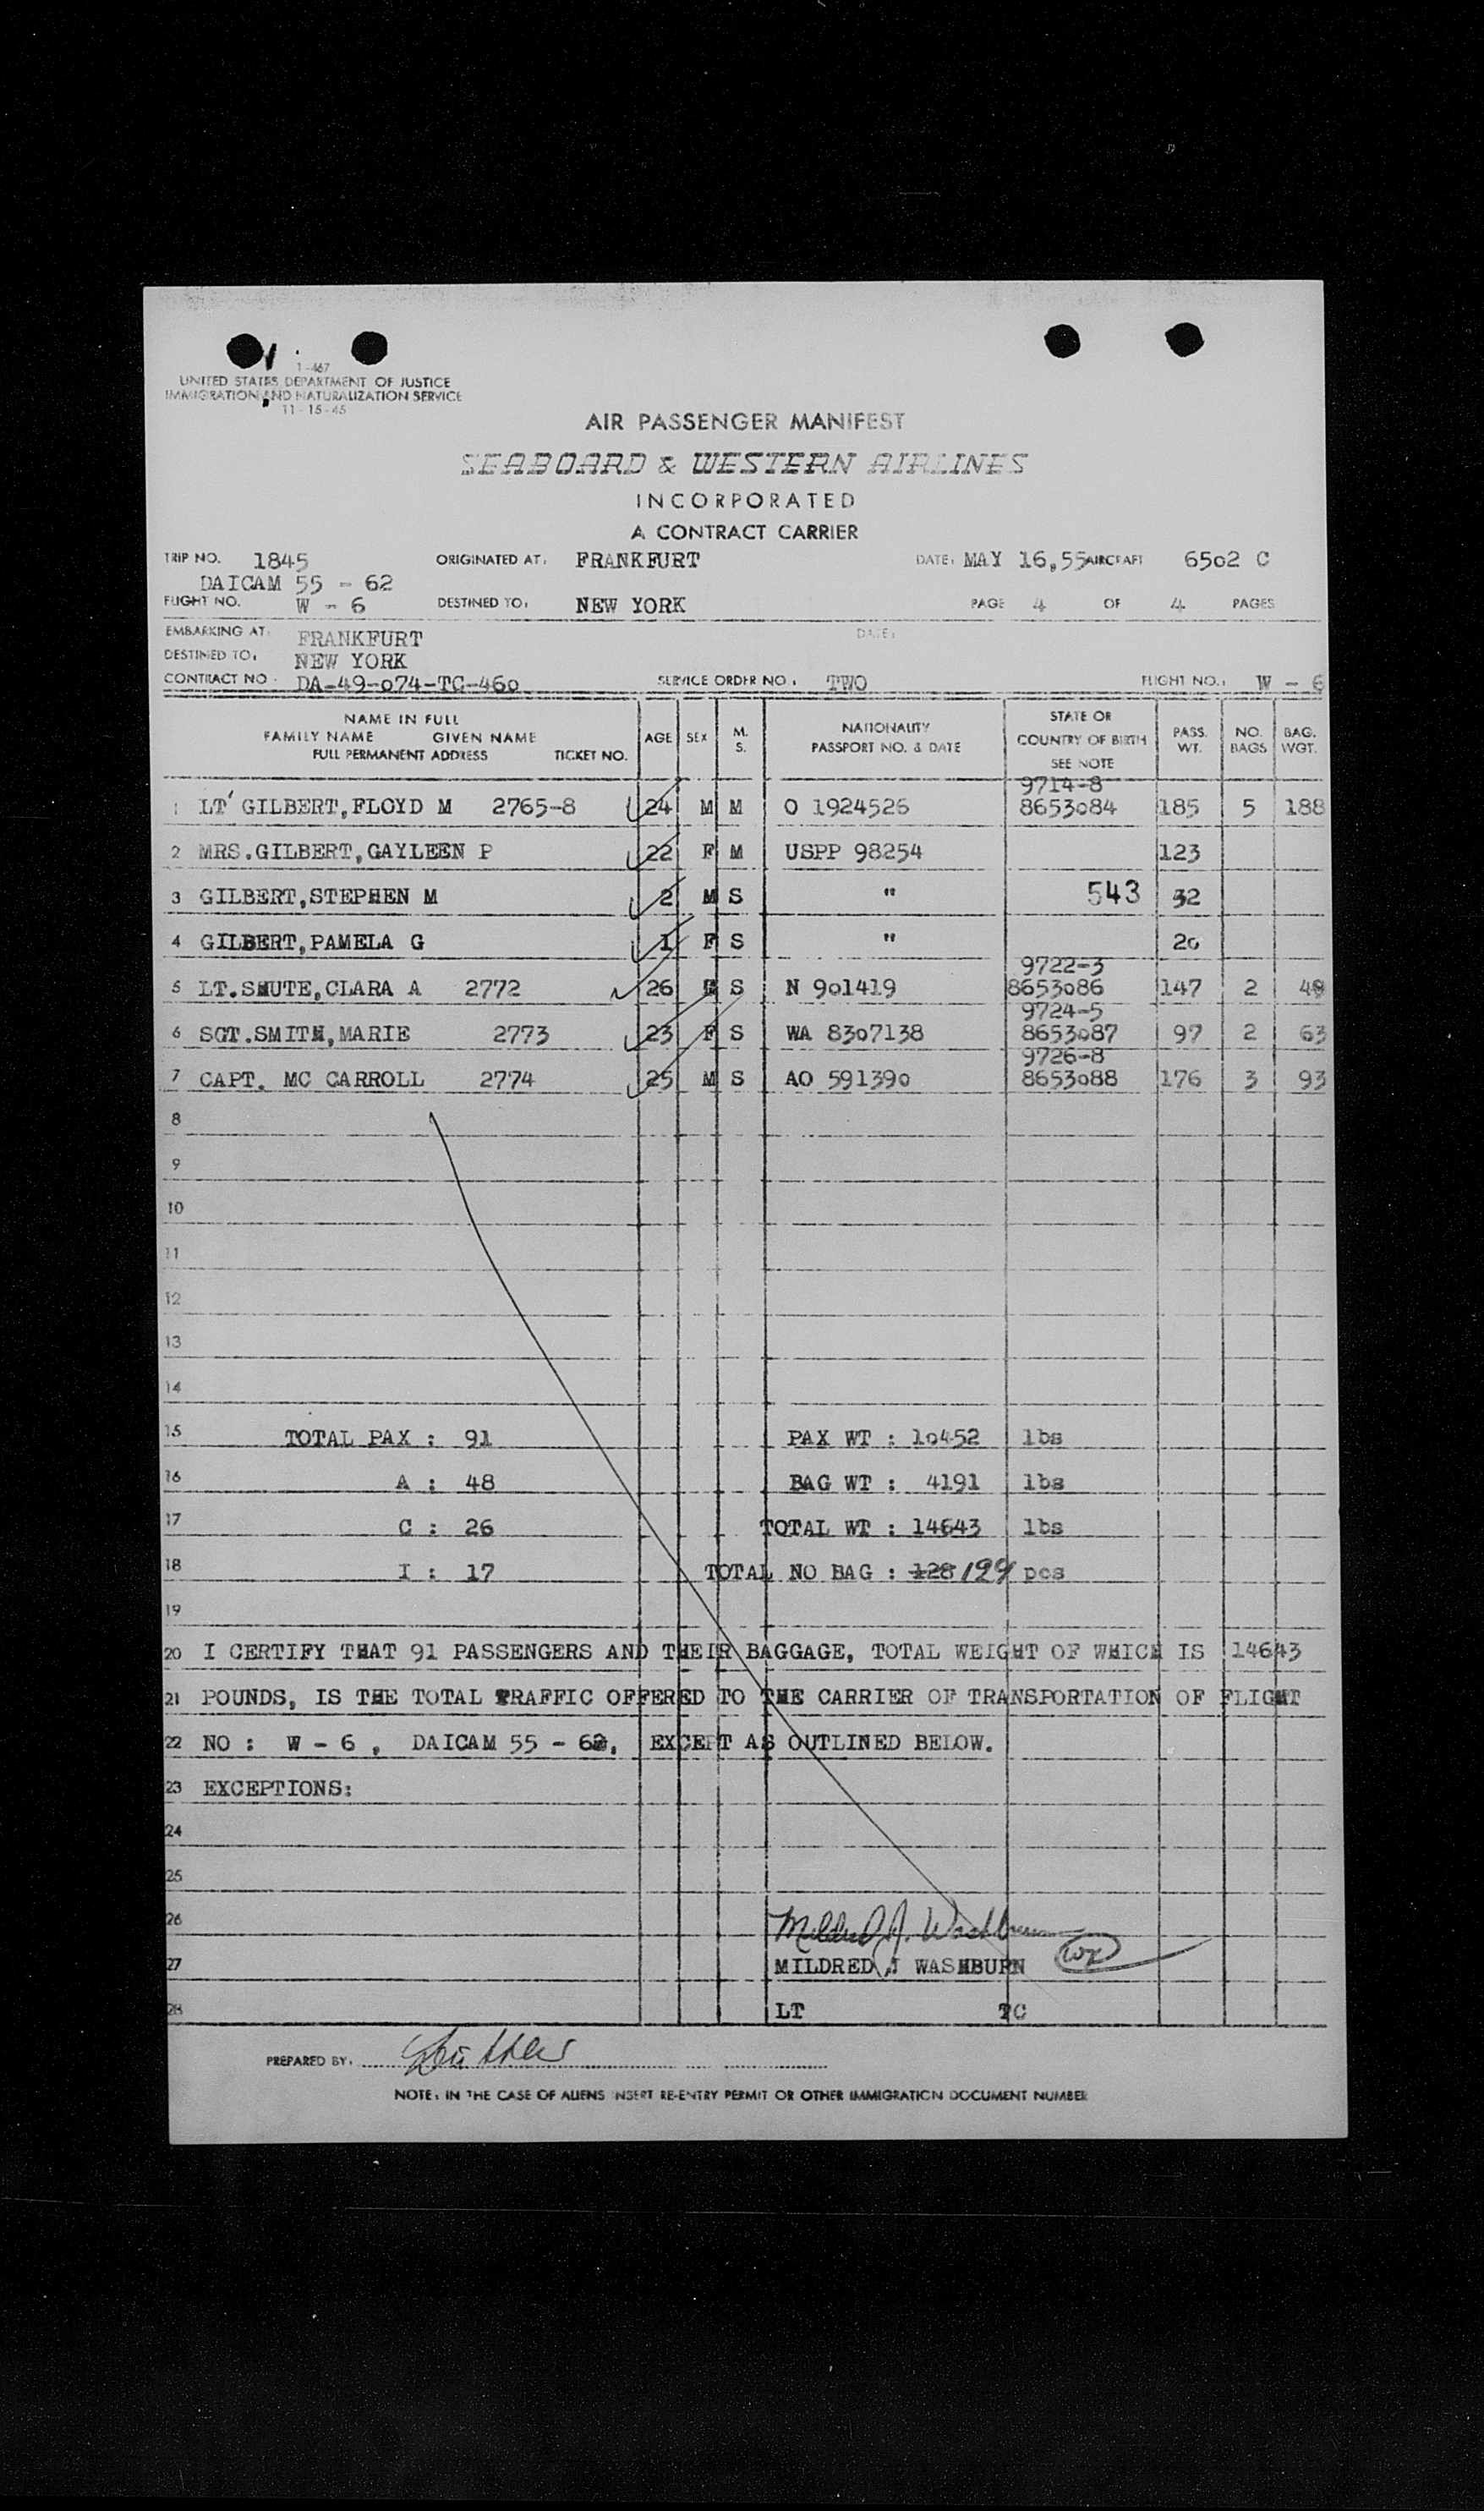 1-467
UNITED STATES DEPARTMENT OF JUSTICE
IMMIGRATION AND NATURALIZATION SERVICE
11-15-45
AIR PASSENGER MANIFEST
SEABOARD & WESTERN AIRLINES
INCORPORATED
A CONTRACT CARRIER
TRIP NO. 1845 ORIGINATED AT: FRANKFURT DATE: MAY 16,55 AIRCRAFT 6502 C
DAICAM 55 - 62
FLIGHT NO. W - 6 DESTINED TO: NEW YORK PAGE 4 OF 4 PAGES
EMBARKING AT: FRANKFURT DATE:
DESTINED TO: NEW YORK
CONTRACT NO. DA-49-074-TC-460 SERVICE ORDER NO.: TWO FLIGHT NO.: W - 6
NAME IN FULL
FAMILY NAME GIVEN NAME
FULL PERMANENT ADDRESS TICKET NO.
AGE SEX M. S.
NATIONALITY
PASSPORT NO. & DATE
STATE OR
COUNTRY OF BIRTH
SEE NOTE
PASS. WT. NO. BAGS BAG. WGT.
9714-8
1 LT GILBERT,FLOYD M 2765-8 24 M M O 1924526 8653084 185 5 188
2 MRS.GILBERT,GAYLEEN P 22 F M USPP 98254 123
3 GILBERT,STEPHEN M 2 M S " 543 32
4 GILBERT,PAMELA G 1 F S " 20
9722-3
5 LT.SHUTE,CLARA A 2772 26 S N 901419 8653086 147 2 48
9724-5
6 SGT.SMITH,MARIE 2773 23 F S WA 8307138 8653087 97 2 63
9726-8
7 CAPT. MC CARROLL 2774 25 M S AO 591390 8653088 176 3 93
8
9
10
11
12
13
14
15 TOTAL PAX : 91 PAX WT : 10452 lbs
16 A : 48 BAG WT : 4191 lbs
17 C : 26 TOTAL WT : 14643 lbs
18 I : 17 TOTAL NO BAG : 128 199 pcs
19
20 I CERTIFY THAT 91 PASSENGERS AND THEIR BAGGAGE, TOTAL WEIGHT OF WHICH IS 14643
21 POUNDS, IS THE TOTAL TRAFFIC OFFERED TO THE CARRIER OF TRANSPORTATION OF FLIGHT
22 NO : W - 6 , DAICAM 55 - 62, EXCEPT AS OUTLINED BELOW.
23 EXCEPTIONS:
24
25
26 Mildred J. Washburn
27 MILDRED J WASHBURN
28 LT TC
PREPARED BY:
NOTE: IN THE CASE OF ALIENS INSERT RE-ENTRY PERMIT OR OTHER IMMIGRATION DOCUMENT NUMBER